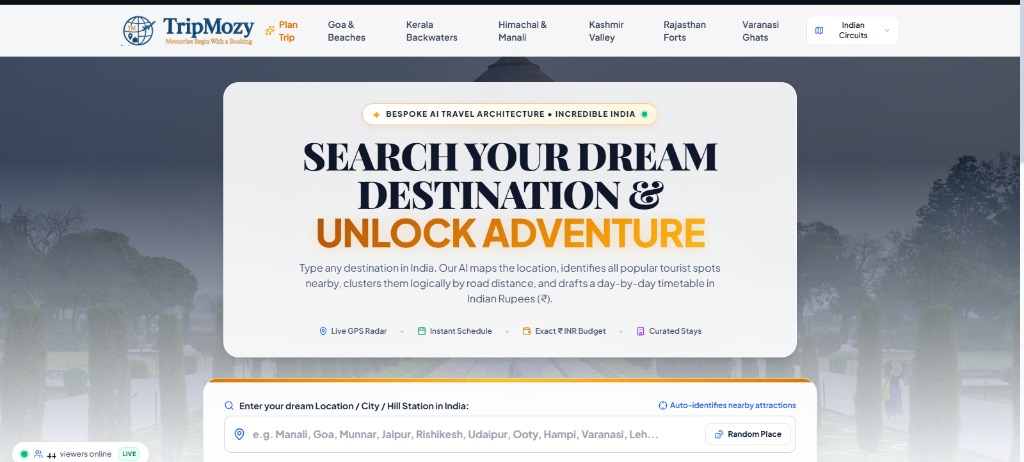 TripMozy
Memories Begin With a Booking
Plan
Trip
Goa &
Beaches
Kerala
Backwaters
Himachal &
Manali
Kashmir
Valley
Rajasthan
Forts
Varanasi
Ghats
Indian
Circuits
BESPOKE AI TRAVEL ARCHITECTURE • INCREDIBLE INDIA
SEARCH YOUR DREAM
DESTINATION &
UNLOCK ADVENTURE
Type any destination in India. Our AI maps the location, identifies all popular tourist spots
nearby, clusters them logically by road distance, and drafts a day-by-day timetable in
Indian Rupees (₹).
Live GPS Radar
Instant Schedule
Exact ₹ INR Budget
Curated Stays
Enter your dream Location / City / Hill Station in India:
Auto-identifies nearby attractions
e.g. Manali, Goa, Munnar, Jaipur, Rishikesh, Udaipur, Ooty, Hampi, Varanasi, Leh...
Random Place
44 viewers online LIVE